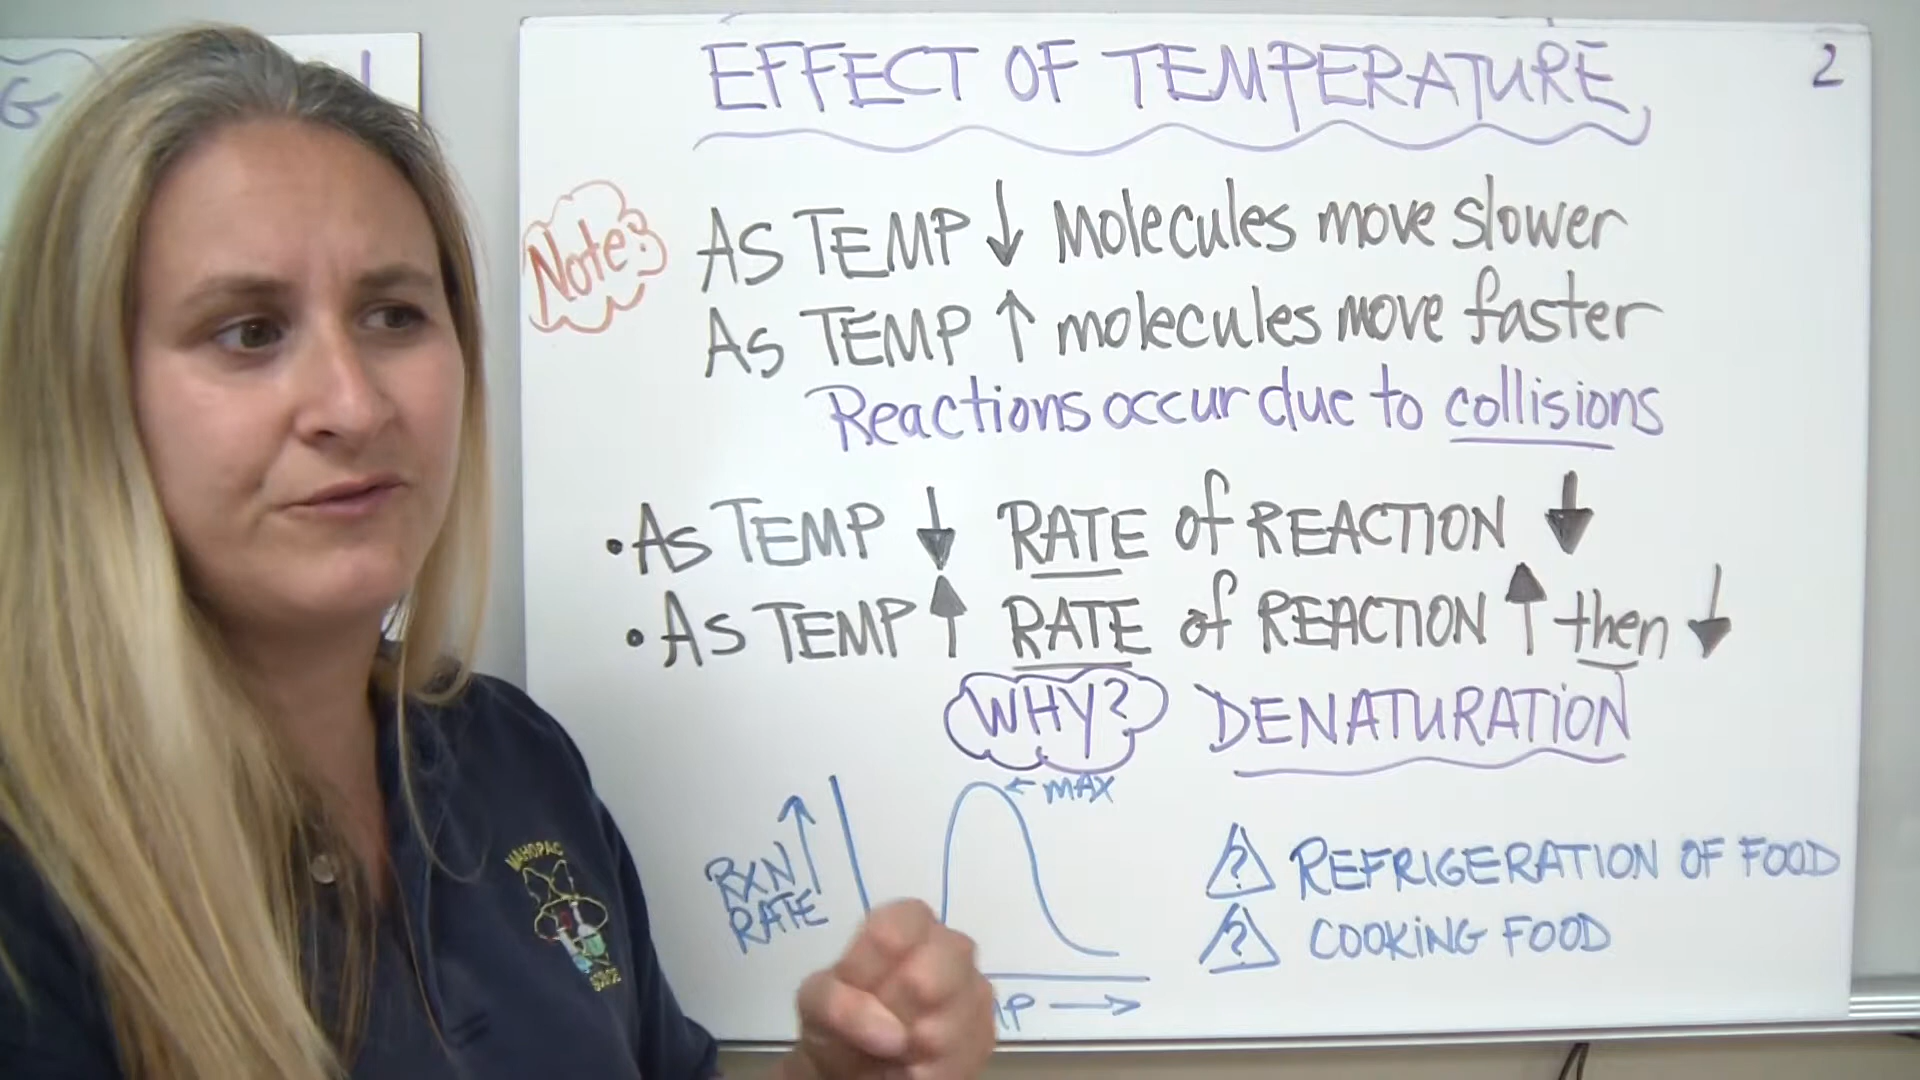 G
EFFECT OF TEMPERATURE
2
Note:
As TEMP ↓ Molecules move slower
As TEMP ↑ molecules move faster
Reactions occur due to collisions
• As TEMP ↓ RATE of REACTION ↓
• As TEMP ↑ RATE of REACTION ↑ then ↓
WHY? DENATURATION
← MAX
RXN
RATE
? REFRIGERATION OF FOOD
? COOKING FOOD
MAHOPAC